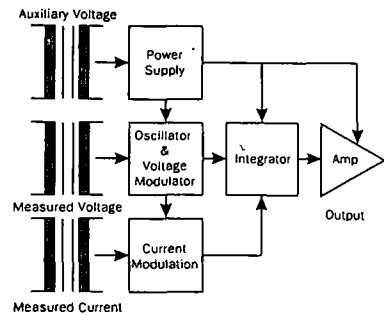 Auxiliary Voltage
Power
Supply
Oscillator
&
Voltage
Modulator
Integrator
Amp
Output
Measured Voltage
Current
Modulation
Measured Current